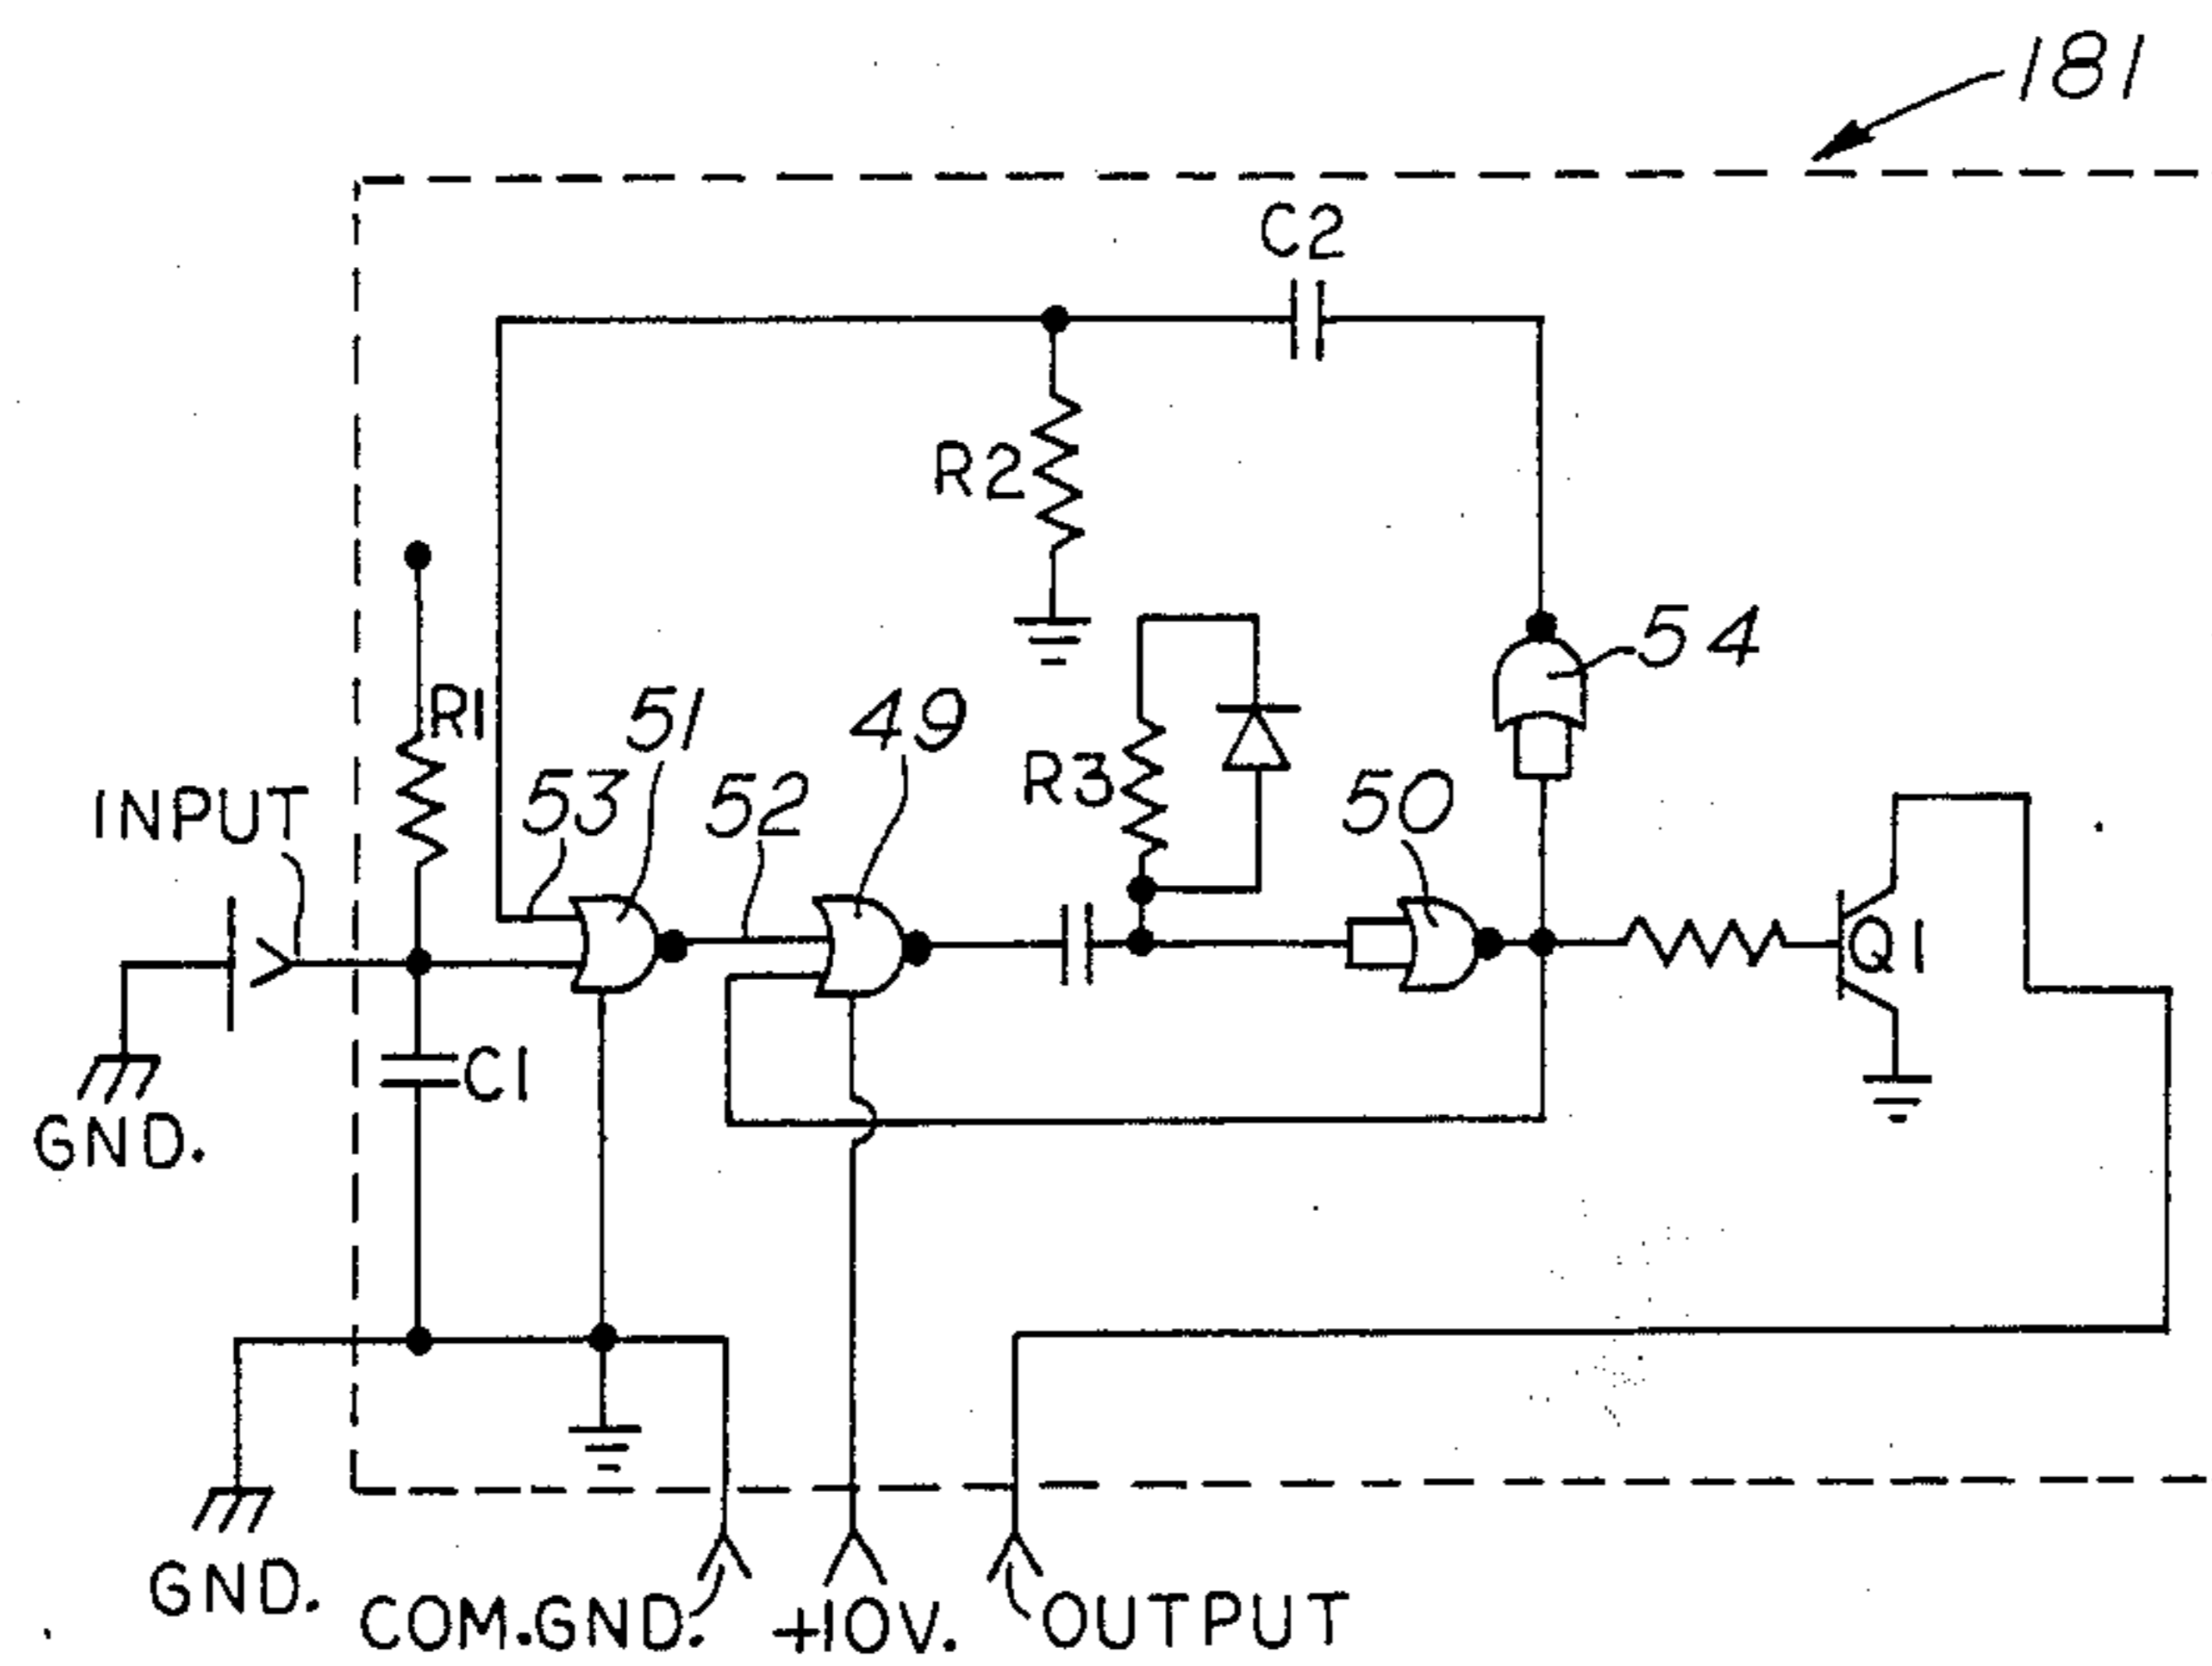 181
C2
R2
54
R1
51
49
R3
INPUT
53
52
50
Q1
C1
GND.
GND.
COM.GND.
+10V.
OUTPUT